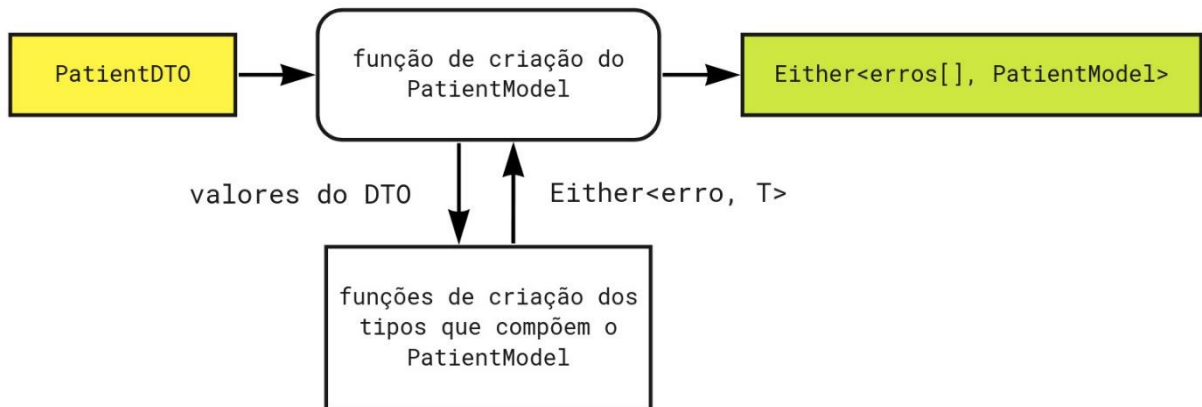 PatientDTO
função de criação do
PatientModel
Either<erros[], PatientModel>
valores do DTO
Either<erro, T>
funções de criação dos
tipos que compõem o
PatientModel